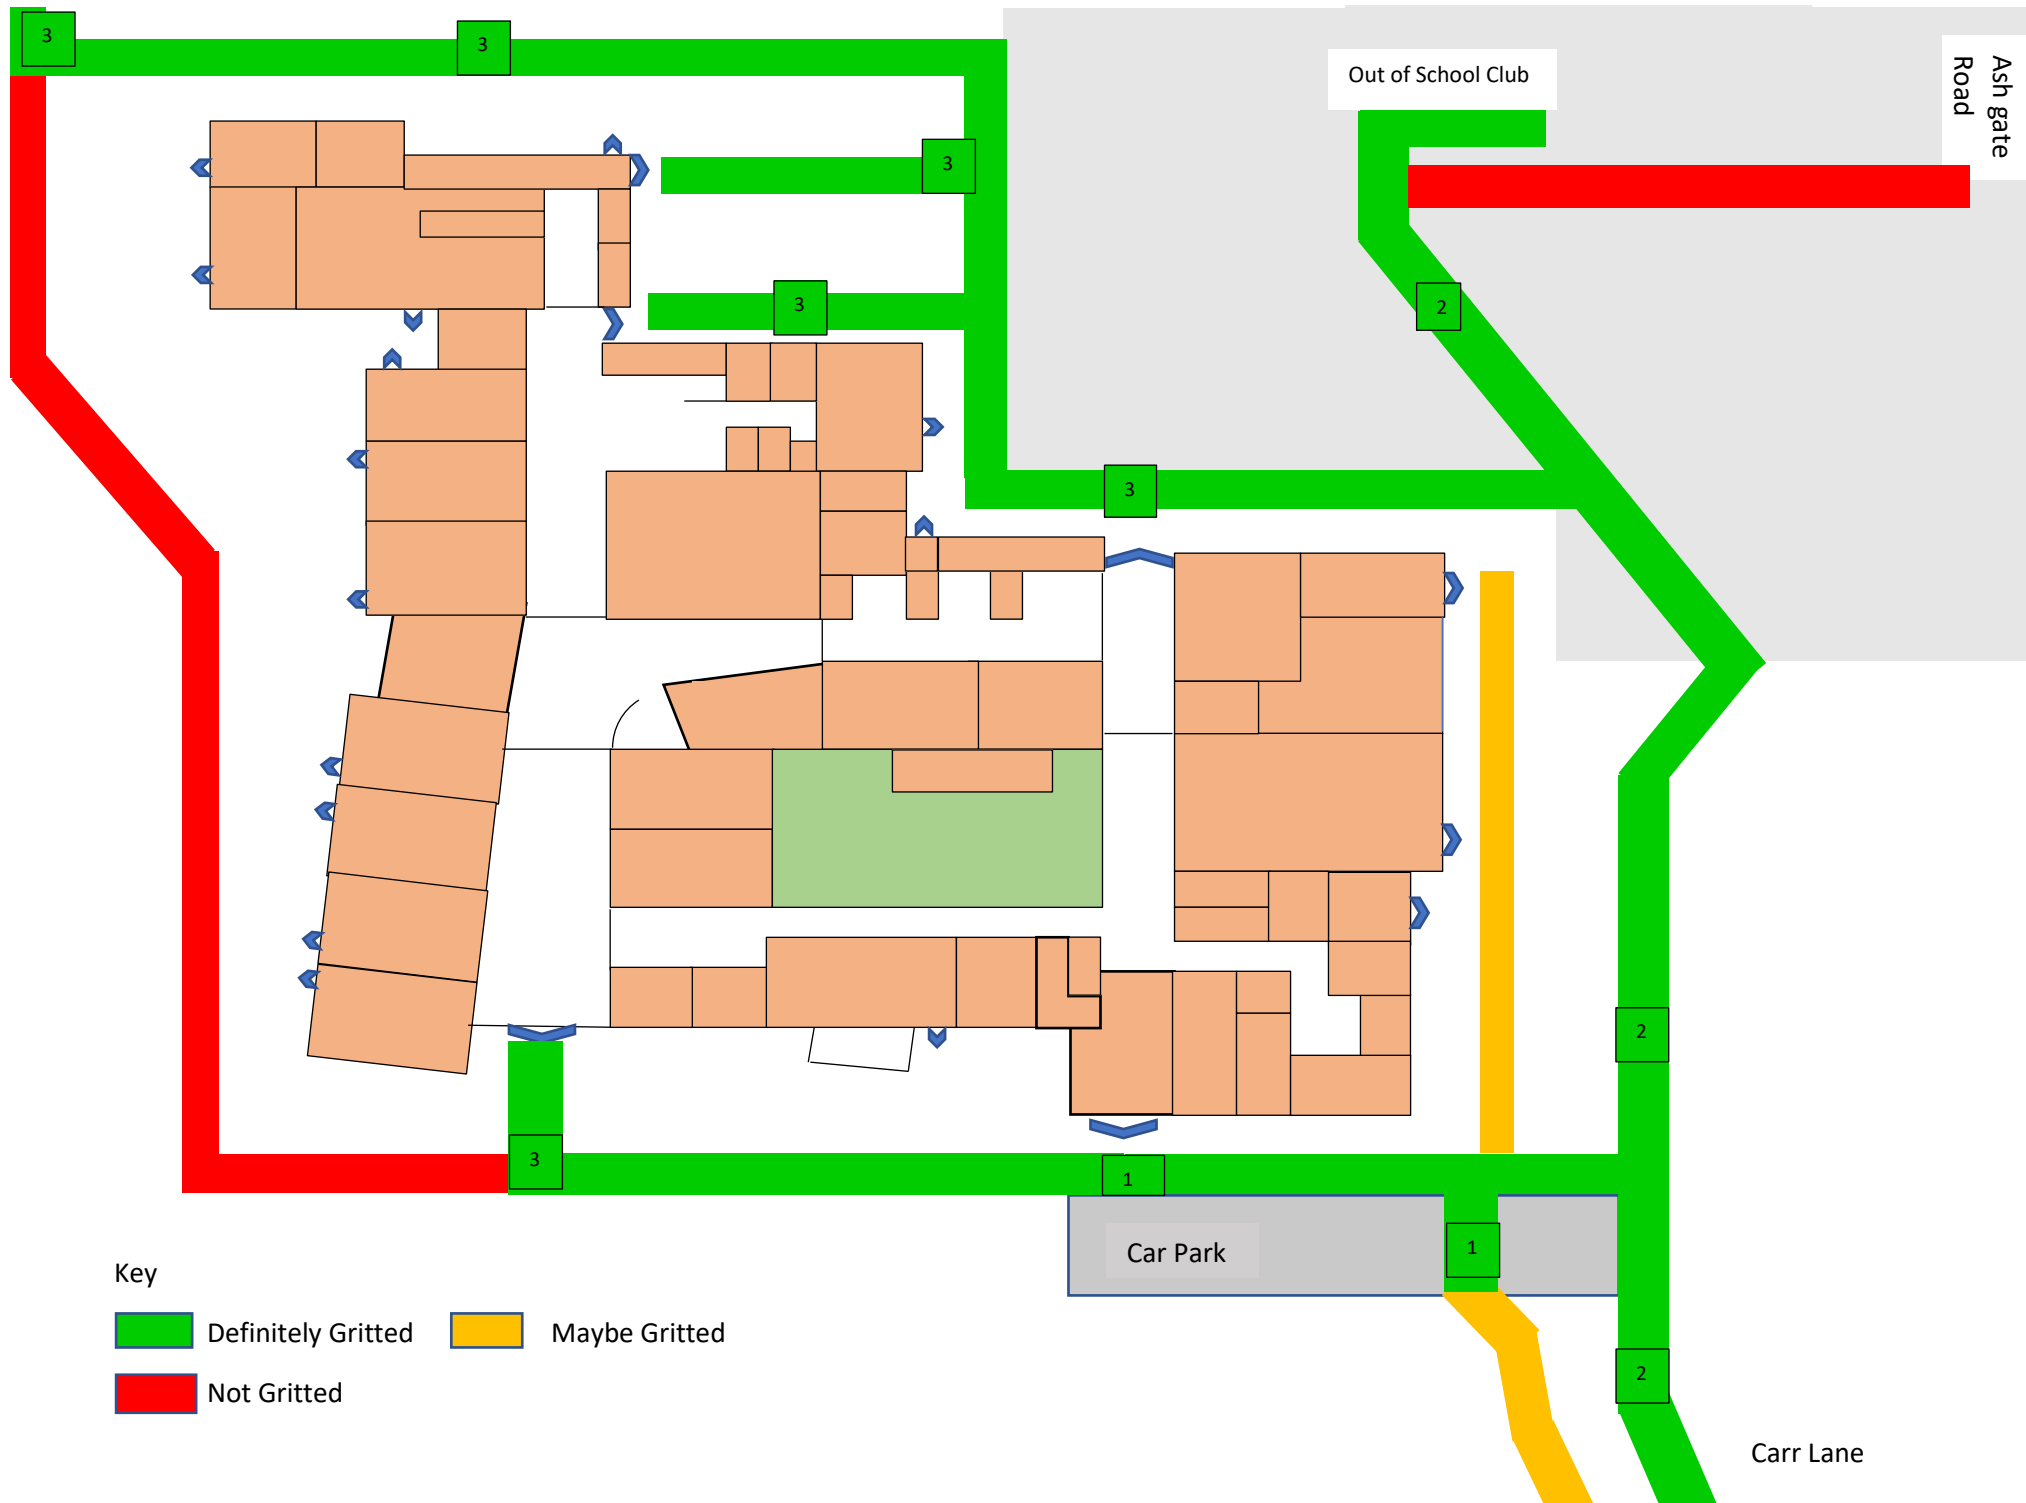 3
3
Out of School Club
Ash gate
Road
3
3
2
3
2
3
1
1
Car Park
2
Key
Definitely Gritted
Maybe Gritted
Not Gritted
Carr Lane